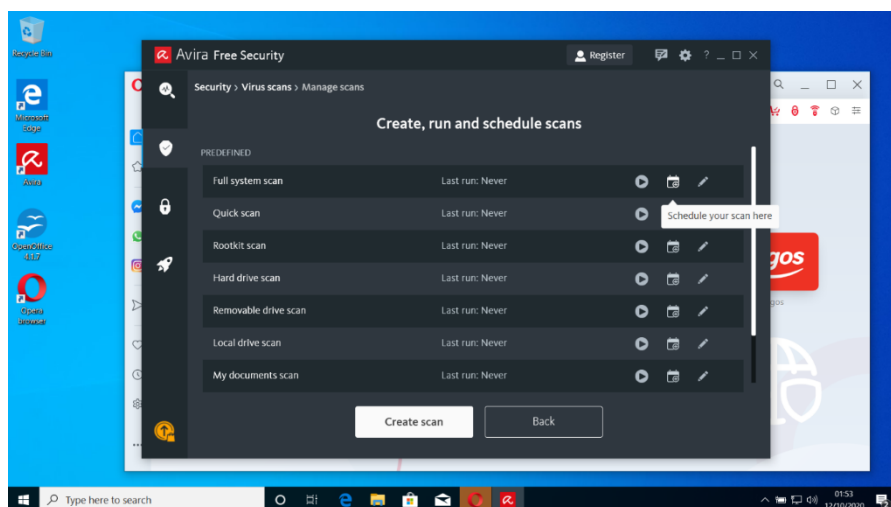 Recycle Bin
Microsoft
Edge
Avira
OpenOffice
4.1.7
Opera
Browser
Avira Free Security
Register
?
Security > Virus scans > Manage scans
Create, run and schedule scans
PREDEFINED
Full system scan Last run: Never
Quick scan Last run: Never
Schedule your scan here
Rootkit scan Last run: Never
Hard drive scan Last run: Never
Removable drive scan Last run: Never
Local drive scan Last run: Never
My documents scan Last run: Never
Create scan Back
gos
gos
Type here to search
01:53
12/10/2020